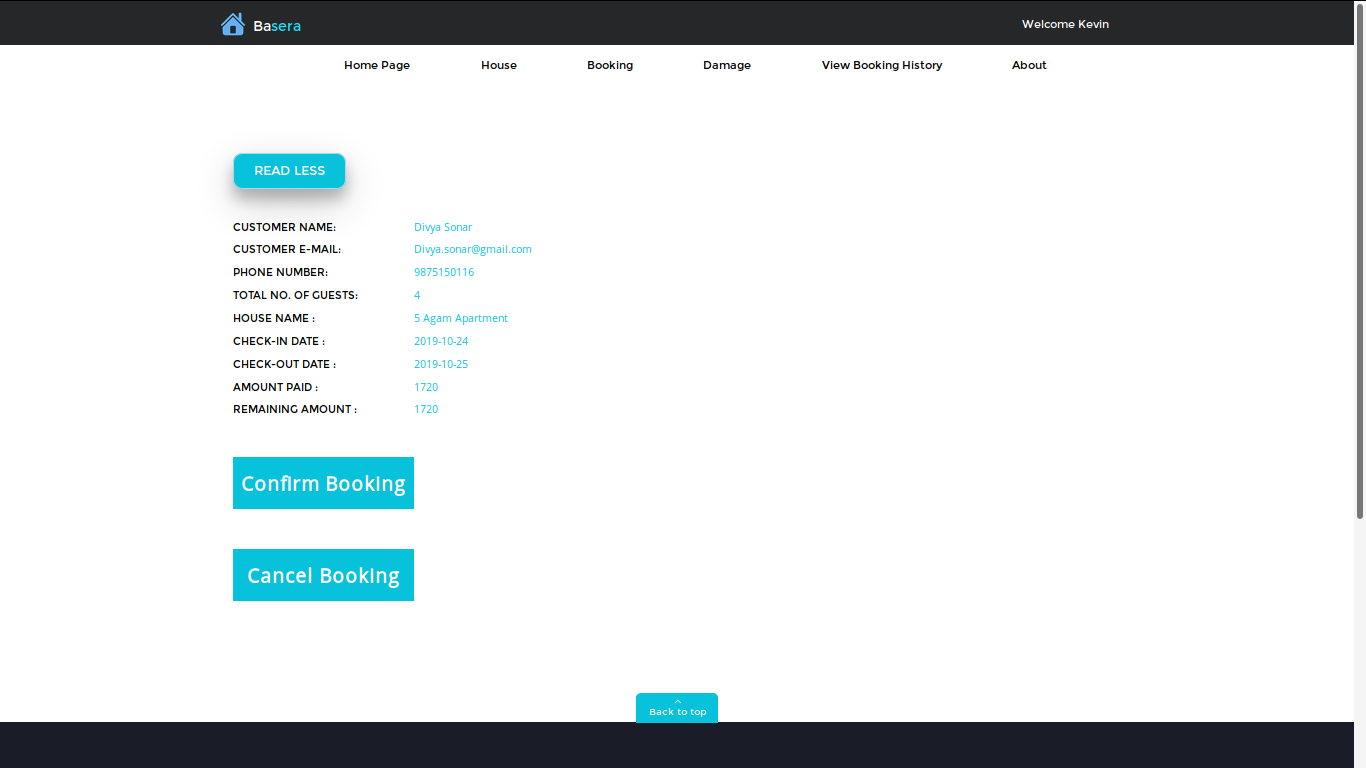 Basera
Welcome Kevin
Home Page House Booking Damage View Booking History About
READ LESS
CUSTOMER NAME: Divya Sonar
CUSTOMER E-MAIL: Divya.sonar@gmail.com
PHONE NUMBER: 9875150116
TOTAL NO. OF GUESTS: 4
HOUSE NAME : 5 Agam Apartment
CHECK-IN DATE : 2019-10-24
CHECK-OUT DATE : 2019-10-25
AMOUNT PAID : 1720
REMAINING AMOUNT : 1720
Confirm Booking
Cancel Booking
Back to top